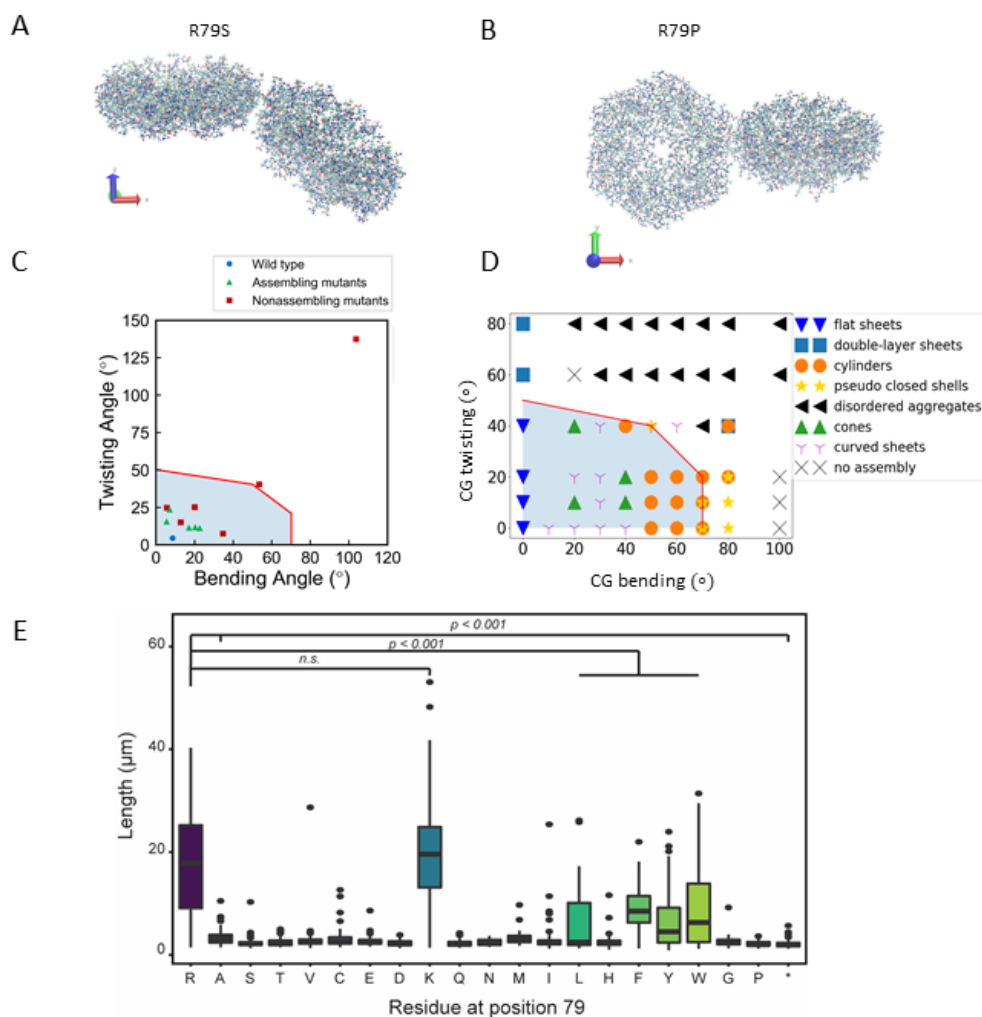 A
R79S
B
R79P
z
x
y
x
C
Wild type
Assembling mutants
Nonassembling mutants
Twisting Angle (°)
150
125
100
75
50
25
0
0 20 40 60 80 100 120
Bending Angle (°)
D
CG twisting (°)
80
60
40
20
0
0 20 40 60 80 100
CG bending (°)
flat sheets
double-layer sheets
cylinders
pseudo closed shells
disordered aggregates
cones
curved sheets
no assembly
E
p < 0.001
p < 0.001
n.s.
Length (µm)
60
40
20
0
R A S T V C E D K Q N M I L H F Y W G P *
Residue at position 79